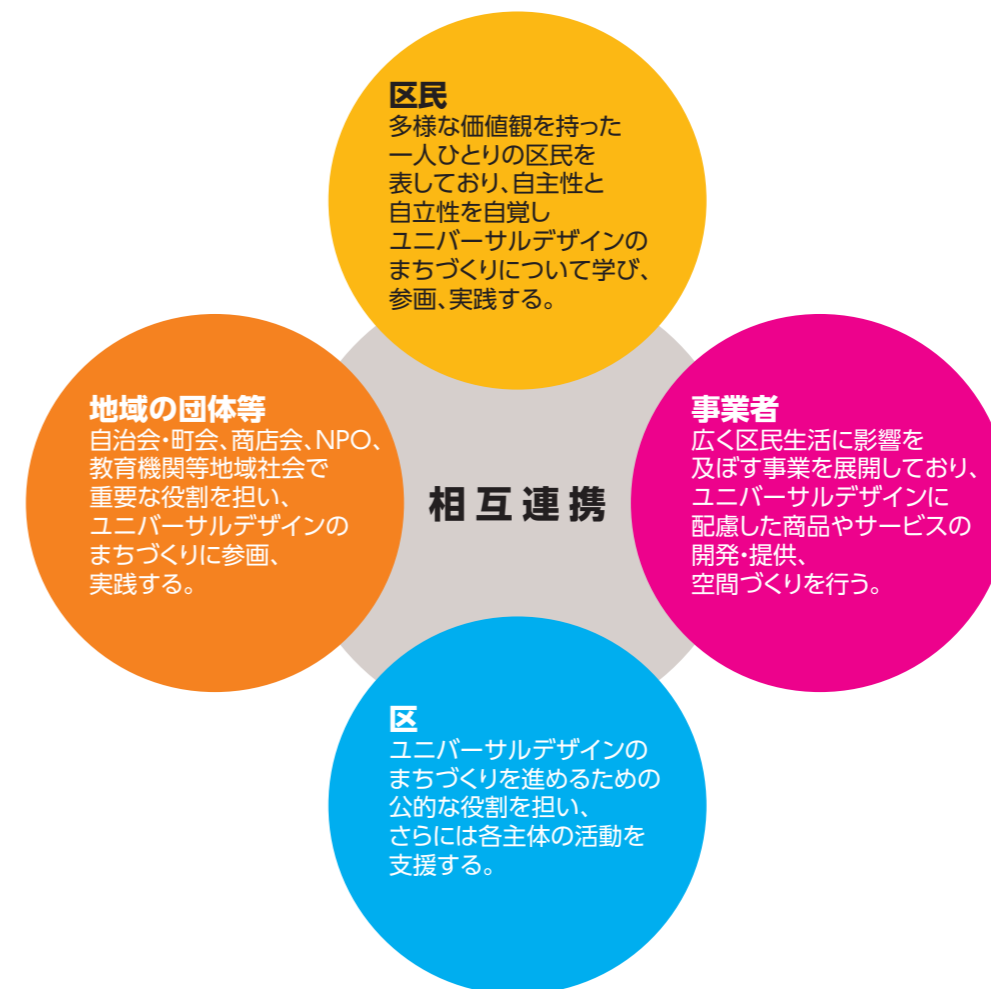 区民
多様な価値観を持った
一人ひとりの区民を
表しており、自主性と
自立性を自覚し
ユニバーサルデザインの
まちづくりについて学び、
参画、実践する。
地域の団体等
自治会・町会、商店会、NPO、
教育機関等地域社会で
重要な役割を担い、
ユニバーサルデザインの
まちづくりに参画、
実践する。
相互連携
事業者
広く区民生活に影響を
及ぼす事業を展開しており、
ユニバーサルデザインに
配慮した商品やサービスの
開発・提供、
空間づくりを行う。
区
ユニバーサルデザインの
まちづくりを進めるための
公的な役割を担い、
さらには各主体の活動を
支援する。